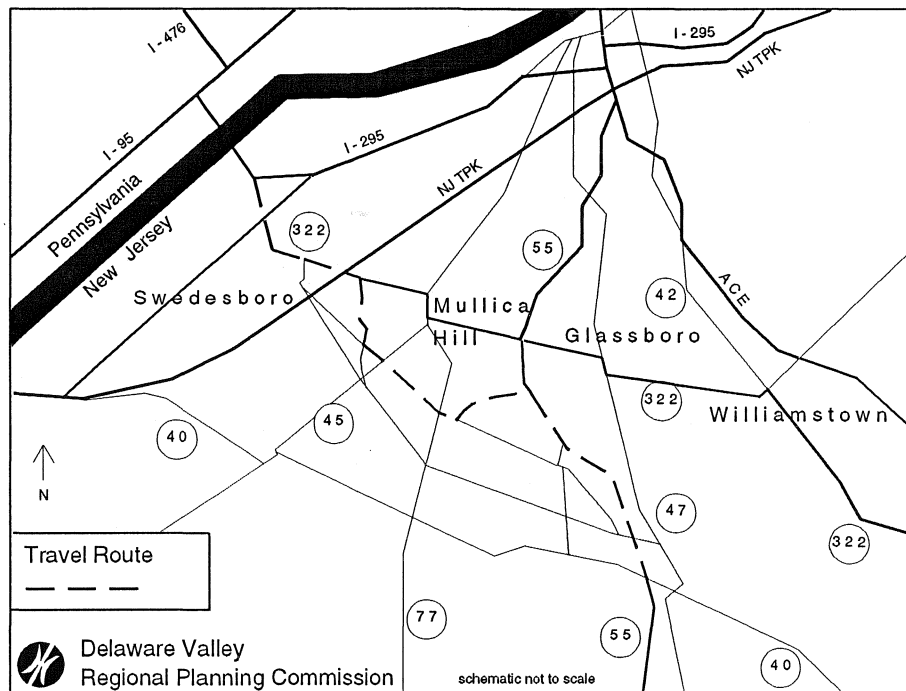 I - 476
I - 295
NJ TPK
I - 95
I - 295
NJ TPK
Pennsylvania
New Jersey
322
55
Swedesboro
Mullica
Hill
42
ACE
Glassboro
322
Williamstown
40
45
N
47
322
Travel Route
77
55
40
Delaware Valley
Regional Planning Commission
schematic not to scale